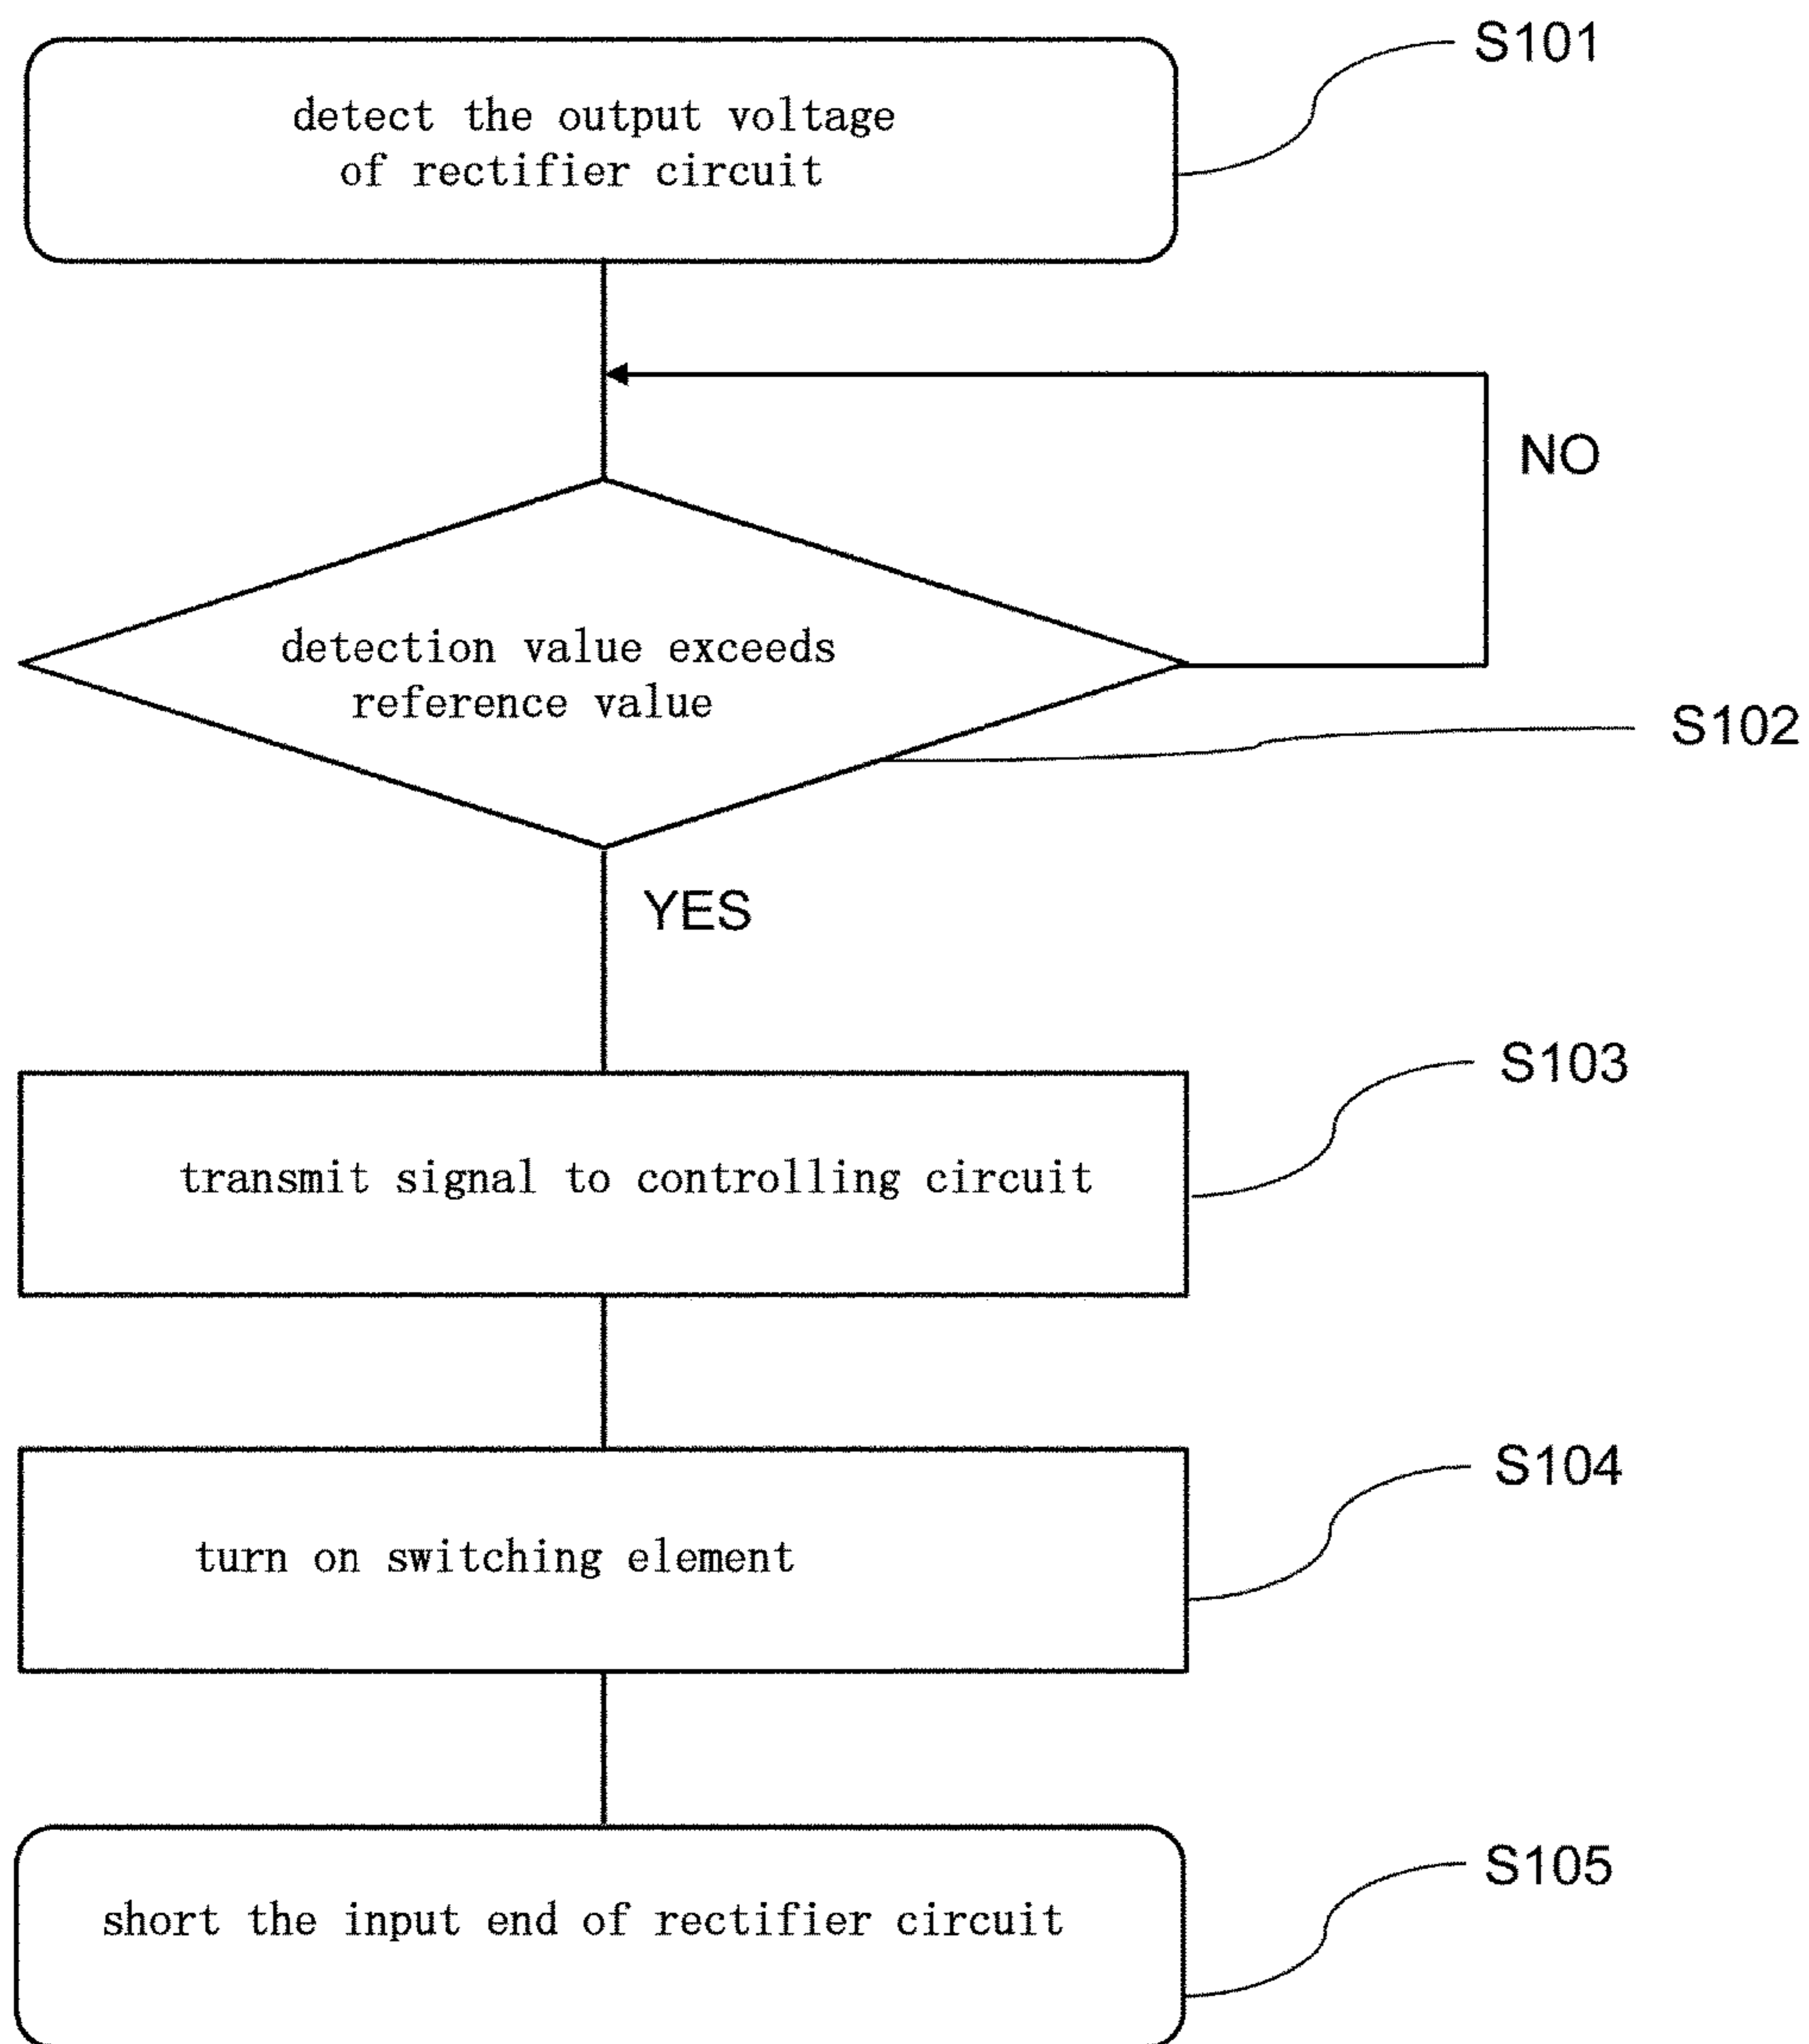 S101
detect the output voltage
of rectifier circuit
NO
detection value exceeds
reference value
S102
YES
S103
transmit signal to controlling circuit
S104
turn on switching element
S105
short the input end of rectifier circuit